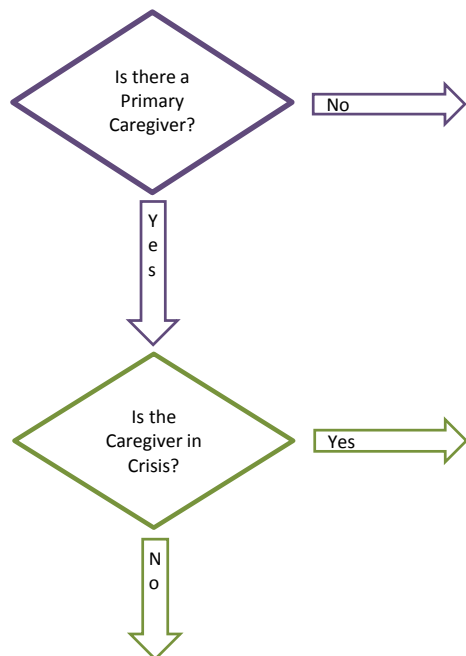 Is there a
Primary
Caregiver?
No
Y
e
s
Is the
Caregiver in
Crisis?
Yes
N
o